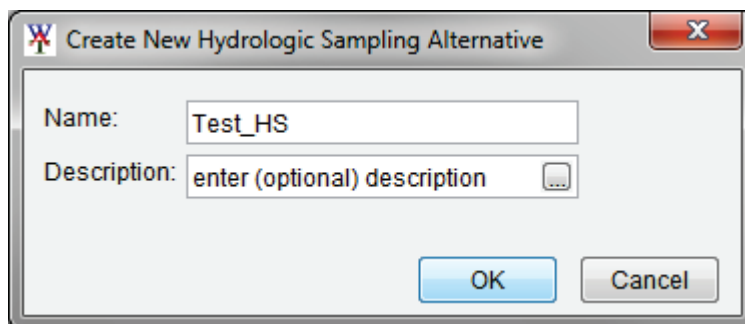 Create New Hydrologic Sampling Alternative
Name: Test_HS
Description: enter (optional) description ...
OK Cancel